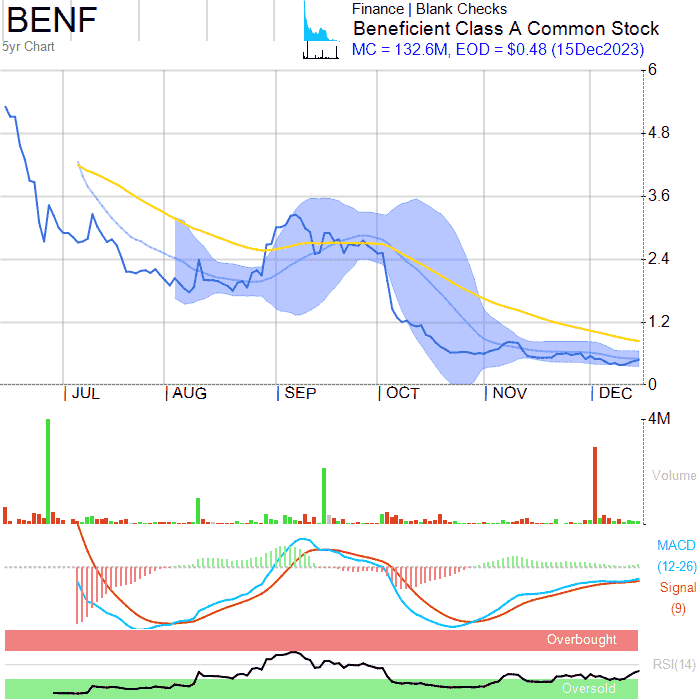 BENF
5yr Chart
Finance | Blank Checks
Beneficient Class A Common Stock
MC = 132.6M, EOD = $0.48 (15Dec2023)
6
4.8
3.6
2.4
1.2
0
JUL AUG SEP OCT NOV DEC
4M
Volume
MACD
(12-26)
Signal
(9)
Overbought
RSI(14)
Oversold